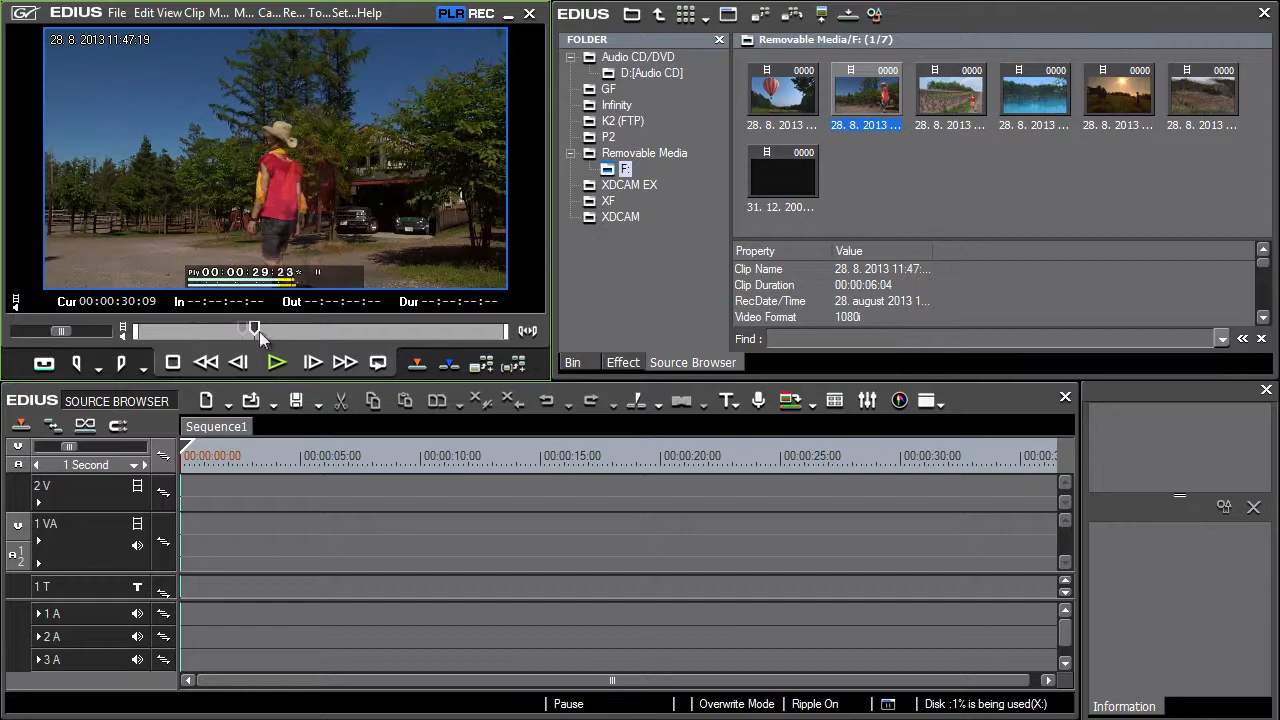 EDIUS File Edit View Clip M... M... Ca... Re... To... Set... Help PLR REC
28. 8. 2013 11:47:19
Ply 00:00:29:23
Cur 00:00:30:09 In --:--:--:-- Out --:--:--:-- Dur --:--:--:--
EDIUS
FOLDER
Audio CD/DVD
D:[Audio CD]
GF
Infinity
K2 (FTP)
P2
Removable Media
F:
XDCAM EX
XF
XDCAM
Removable Media/F: (1/7)
0000 0000 0000 0000 0000 0000
28. 8. 2013 ... 28. 8. 2013 ... 28. 8. 2013 ... 28. 8. 2013 ... 28. 8. 2013 ... 28. 8. 2013 ...
0000
31. 12. 200...
Property Value
Clip Name 28. 8. 2013 11:47:...
Clip Duration 00:00:06:04
RecDate/Time 28. august 2013 1...
Video Format 1080i
Find :
Bin Effect Source Browser
EDIUS SOURCE BROWSER
Sequence1
1 Second
00:00:00:00 00:00:05:00 00:00:10:00 00:00:15:00 00:00:20:00 00:00:25:00 00:00:30:00 00:00:3
2 V
1 VA
A 1
2
1 T T
1 A
2 A
3 A
Pause Overwrite Mode Ripple On Disk :1% is being used(X:)
Information